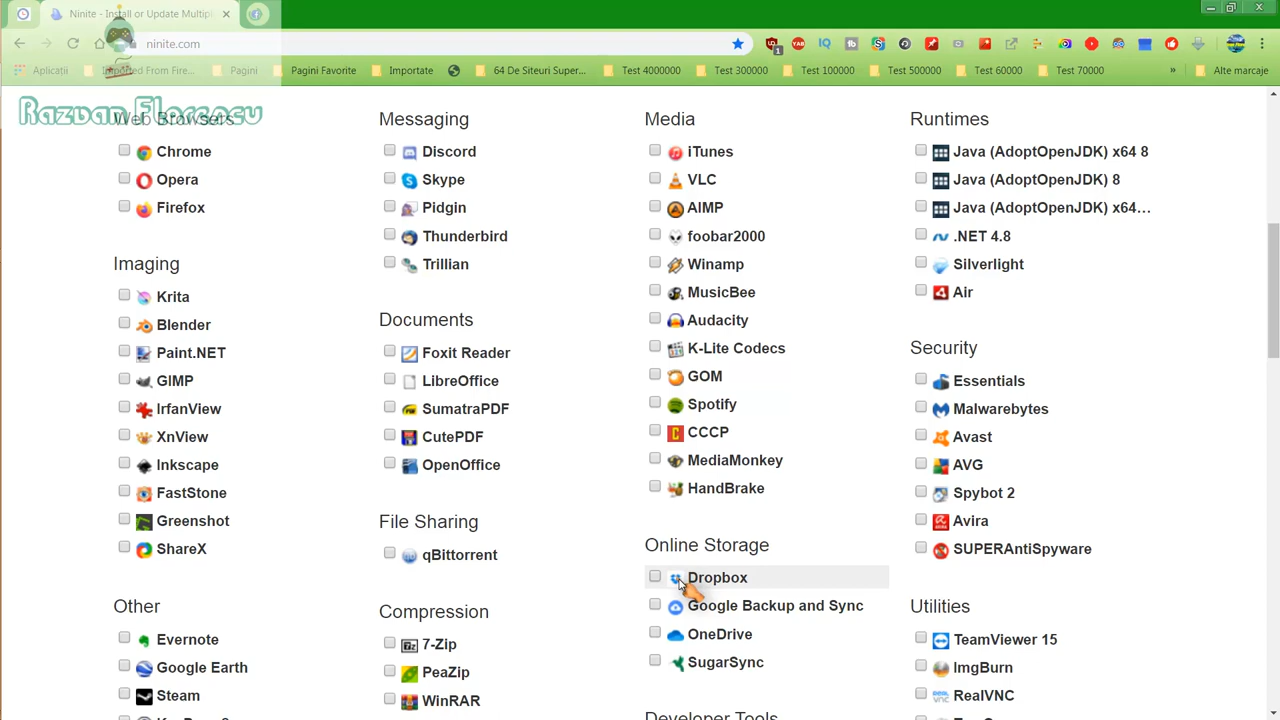 Ninite - Install or Update Multipl
ninite.com
Aplicații
Imported From Fire...
Pagini
Pagini Favorite
Importate
64 De Siteuri Super...
Test 4000000
Test 300000
Test 100000
Test 500000
Test 60000
Test 70000
»
Alte marcaje
Razvan Florescu
Web Browsers
Chrome
Opera
Firefox
Imaging
Krita
Blender
Paint.NET
GIMP
IrfanView
XnView
Inkscape
FastStone
Greenshot
ShareX
Other
Evernote
Google Earth
Steam
Messaging
Discord
Skype
Pidgin
Thunderbird
Trillian
Documents
Foxit Reader
LibreOffice
SumatraPDF
CutePDF
OpenOffice
File Sharing
qBittorrent
Compression
7-Zip
PeaZip
WinRAR
Media
iTunes
VLC
AIMP
foobar2000
Winamp
MusicBee
Audacity
K-Lite Codecs
GOM
Spotify
CCCP
MediaMonkey
HandBrake
Online Storage
Dropbox
Google Backup and Sync
OneDrive
SugarSync
Developer Tools
Runtimes
Java (AdoptOpenJDK) x64 8
Java (AdoptOpenJDK) 8
Java (AdoptOpenJDK) x64...
.NET 4.8
Silverlight
Air
Security
Essentials
Malwarebytes
Avast
AVG
Spybot 2
Avira
SUPERAntiSpyware
Utilities
TeamViewer 15
ImgBurn
RealVNC